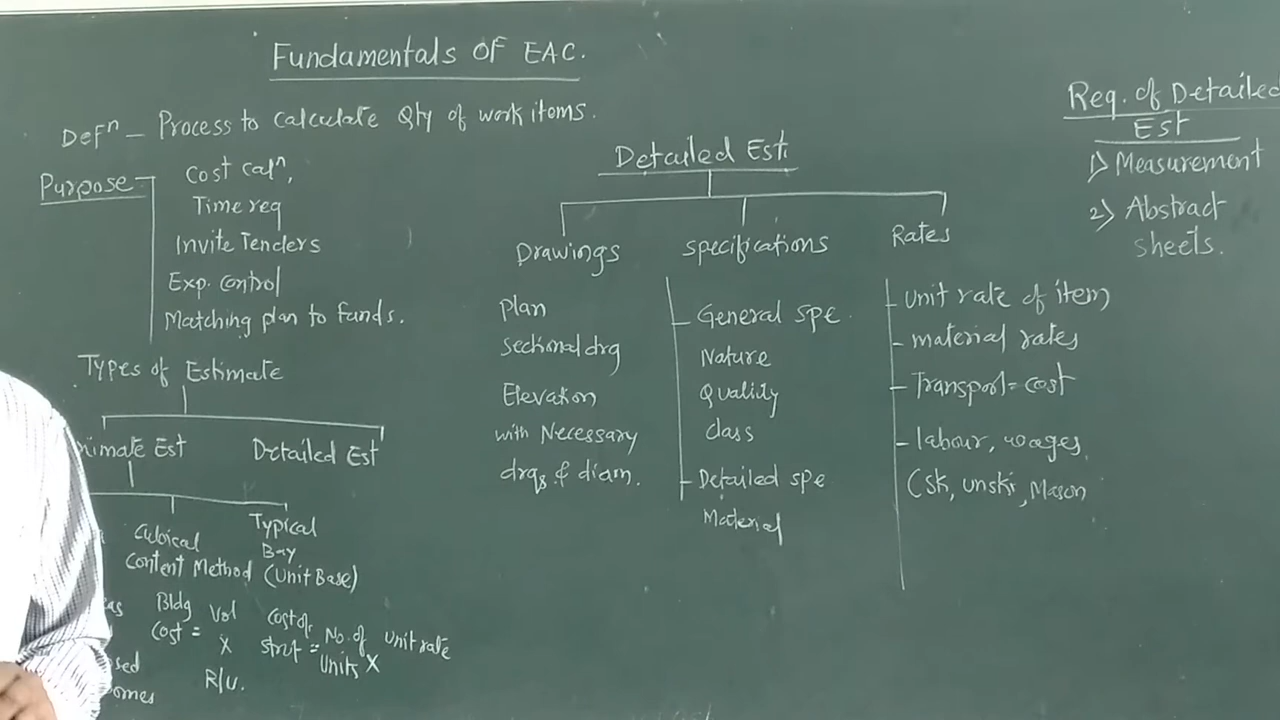 Fundamentals OF EAC.
Defⁿ - Process to calculate Qty of work items.
Purpose
Cost calⁿ,
Time req
Invite Tenders
Exp. control
Matching plan to funds.
Types of Estimate
ximate Est
Detailed Est
Cubical
Content Method
Typical
Bay
(Unit Base)
Bldg
Cost =
Vol
X
R/U.
Cost of
strut =
No. of
Units X
unit rate
sed
omes
Detailed Est.
Drawings
Plan
Sectional drg
Elevation
with Necessary
drgs & diam.
Specifications
General spe
Nature
Quality
Class
Detailed spe
Material
Rates
unit rate of item
material rates
Transport = cost
labour, wages,
(Sk, unski, Mason
Req. of Detailed
Est
1) Measurement
2) Abstract
sheets.